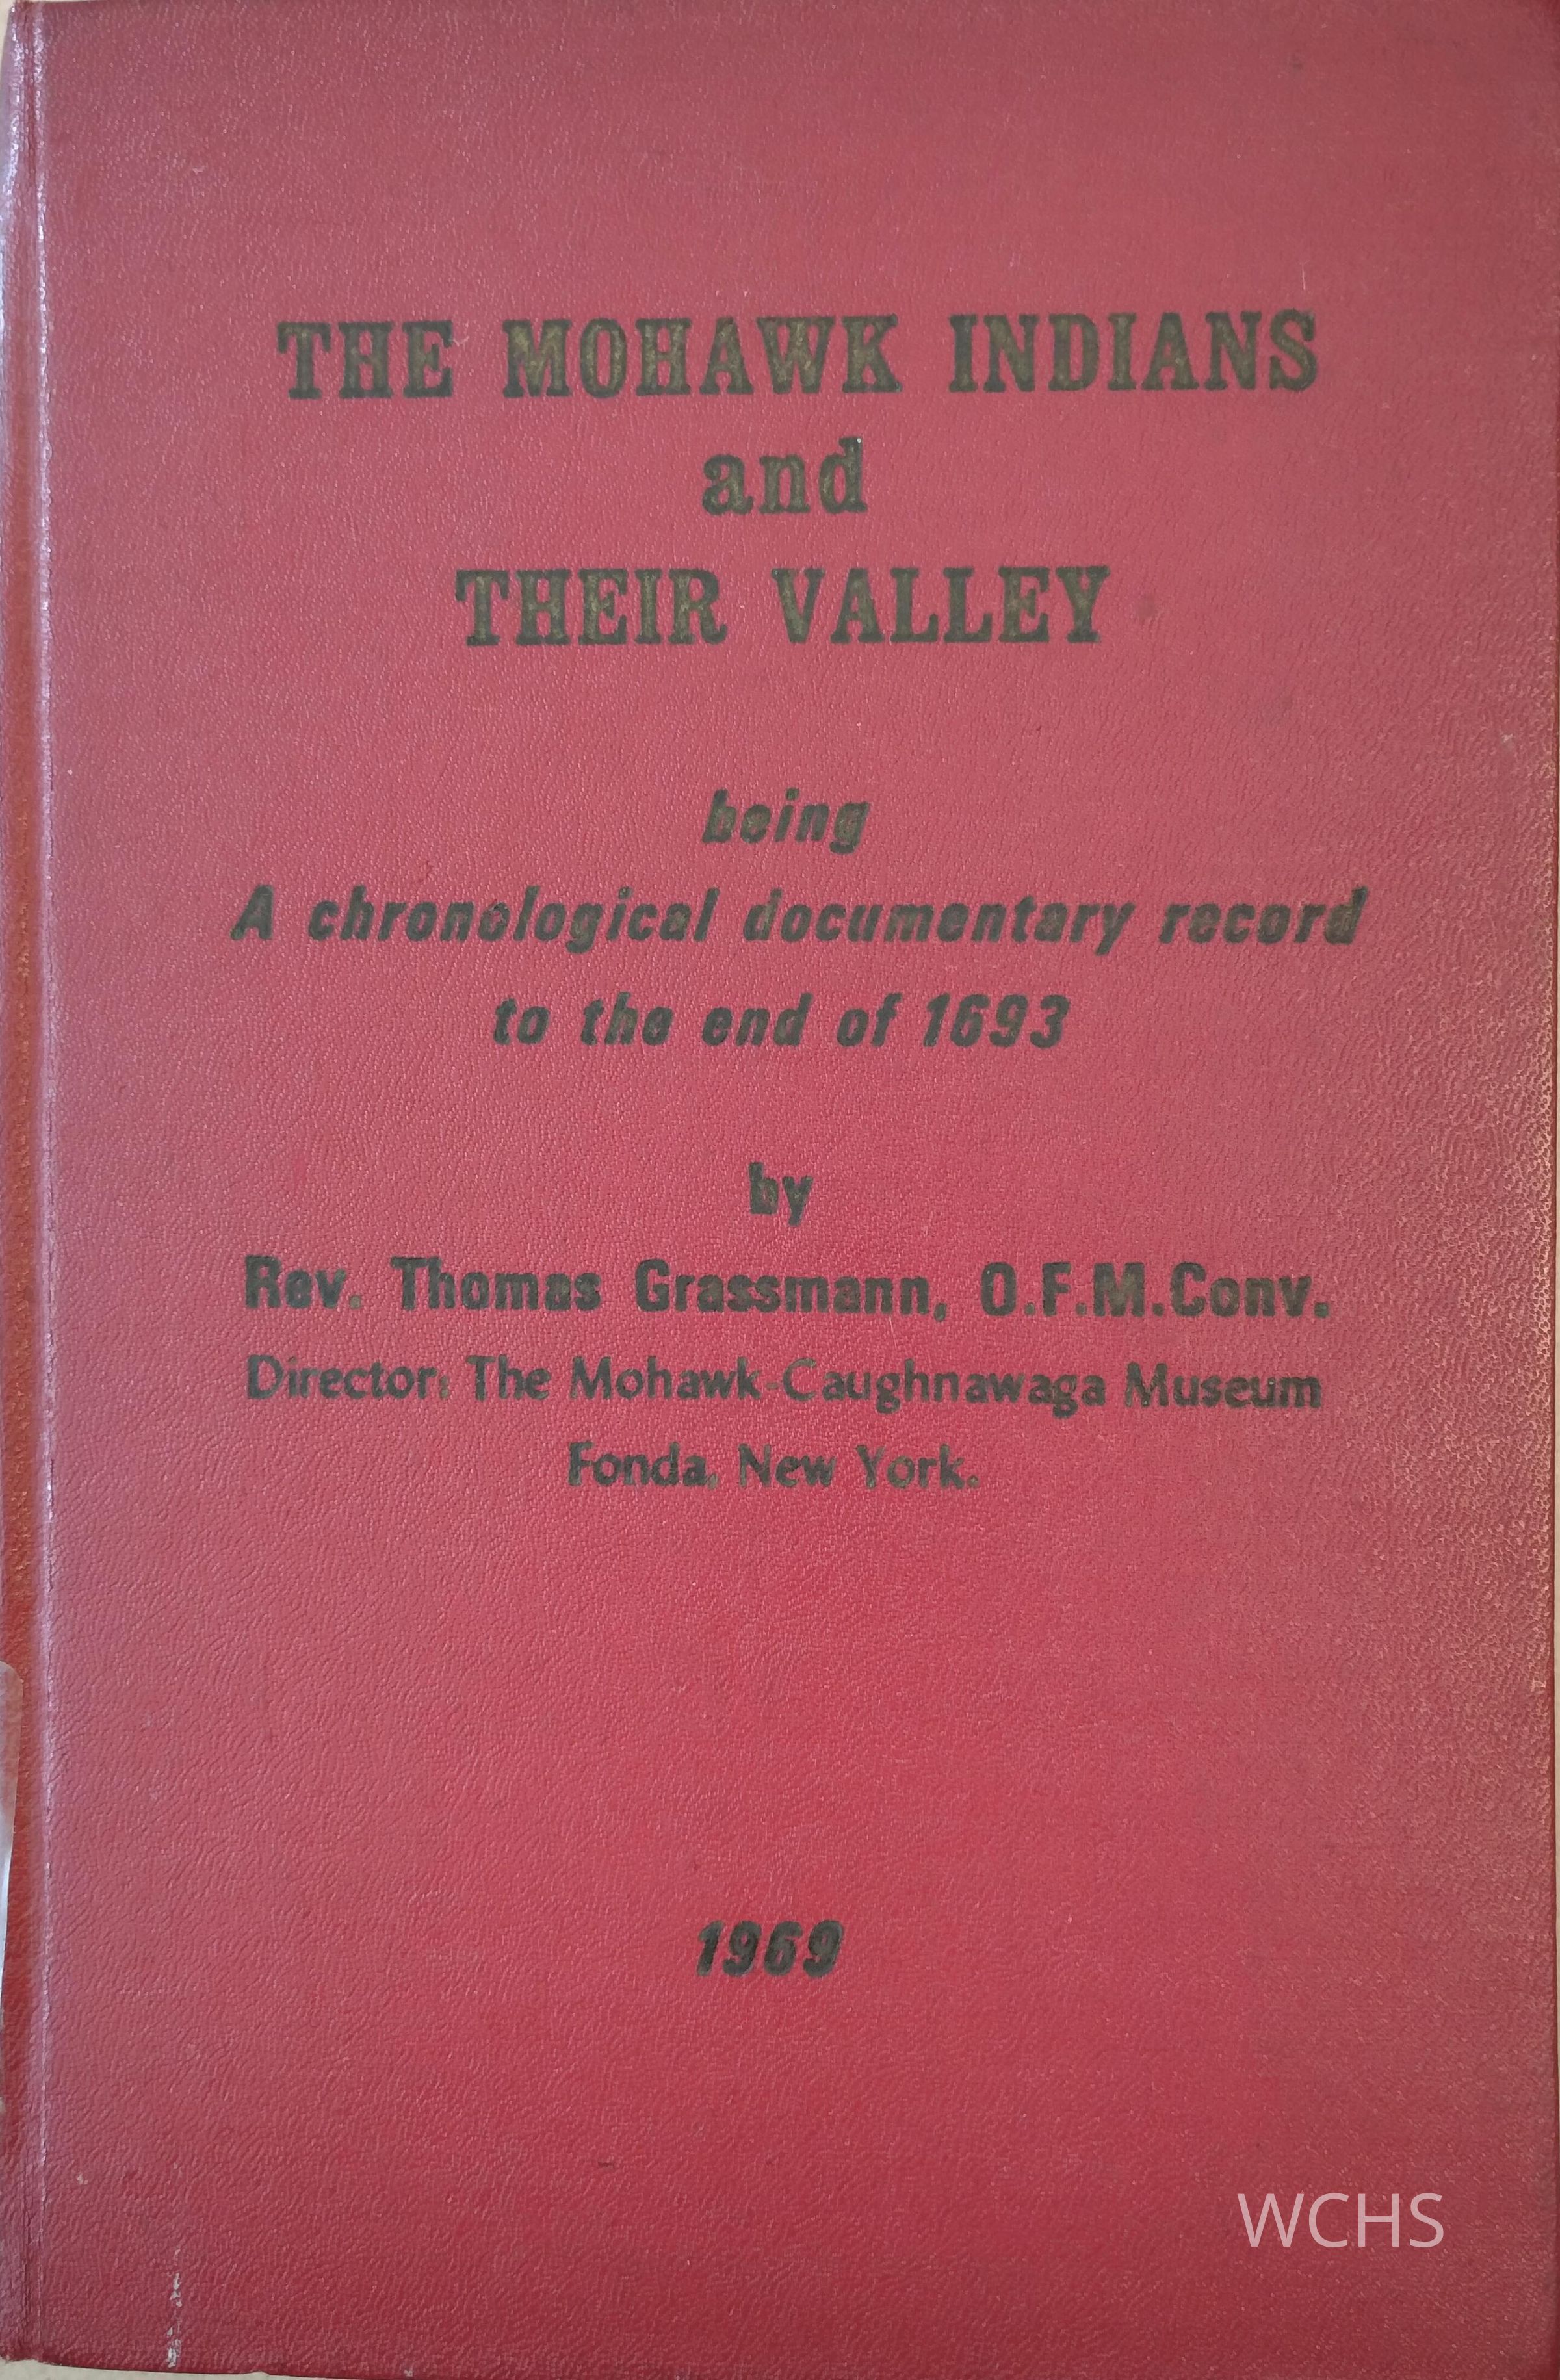 THE MOHAWK INDIANS
and
THEIR VALLEY
being
A chronological documentary record
to the end of 1693
by
Rev. Thomas Grassmann, O.F.M.Conv.
Director: The Mohawk-Caughnawaga Museum
Fonda, New York.
1969
WCHS